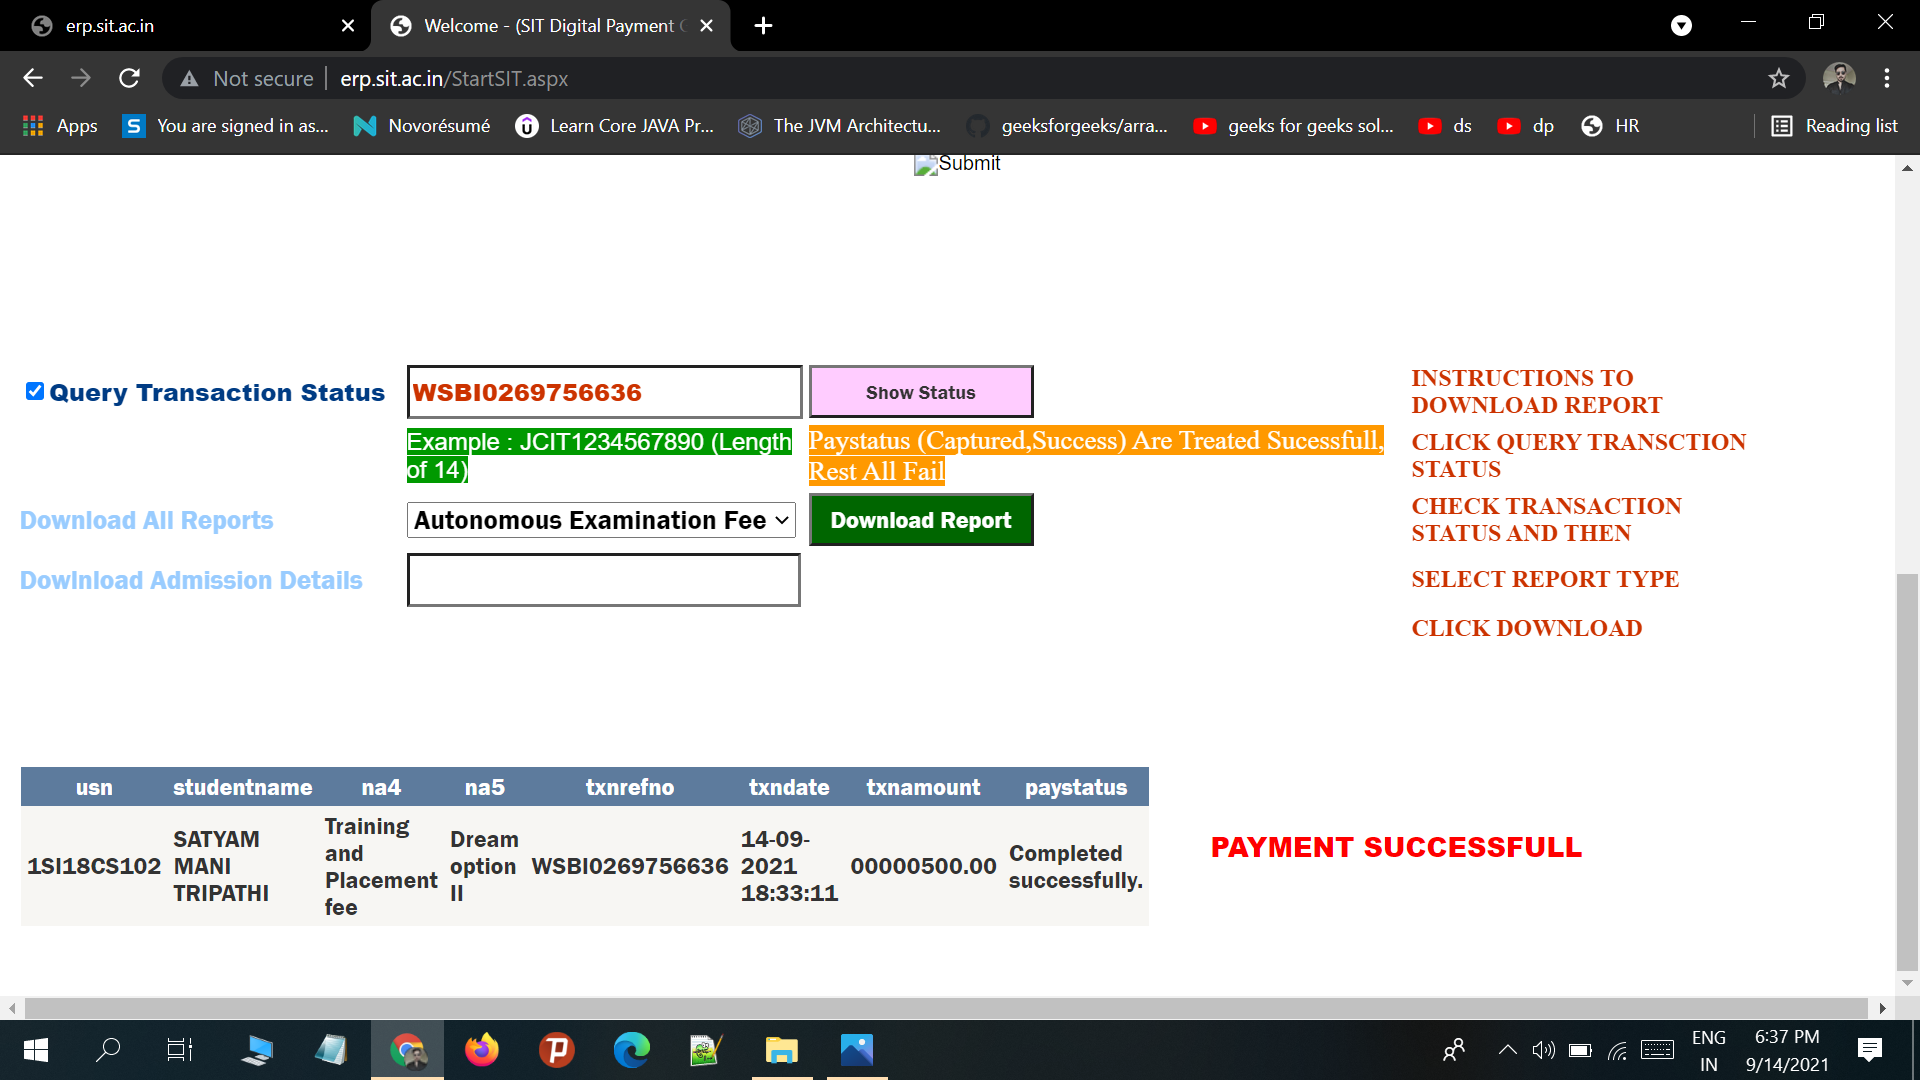 erp.sit.ac.in
Welcome - (SIT Digital Payment
Not secure
erp.sit.ac.in/StartSIT.aspx
Apps
You are signed in as...
Novorésumé
Learn Core JAVA Pr...
The JVM Architectu...
geeksforgeeks/arra...
geeks for geeks sol...
ds
dp
HR
Reading list
Submit
Query Transaction Status
WSBI0269756636
Show Status
Example : JCIT1234567890 (Length
of 14)
Paystatus (Captured,Success) Are Treated Sucessfull,
Rest All Fail
Download All Reports
Autonomous Examination Fee
Download Report
Dowlnload Admission Details
INSTRUCTIONS TO
DOWNLOAD REPORT
CLICK QUERY TRANSCTION
STATUS
CHECK TRANSACTION
STATUS AND THEN
SELECT REPORT TYPE
CLICK DOWNLOAD
usn studentname na4 na5 txnrefno txndate txnamount paystatus
1SI18CS102
SATYAM
MANI
TRIPATHI
Training
and
Placement
fee
Dream
option
II
WSBI0269756636
14-09-
2021
18:33:11
00000500.00
Completed
successfully.
PAYMENT SUCCESSFULL
ENG
IN
6:37 PM
9/14/2021